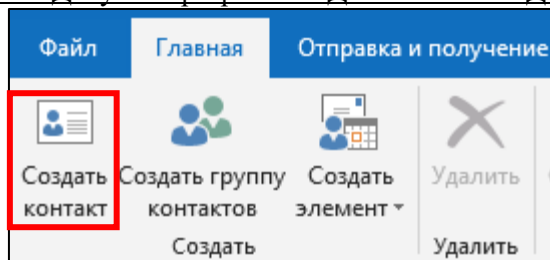 Файл Главная Отправка и получение
Создать контакт
Создать группу контактов
Создать элемент
Удалить
Создать Удалить